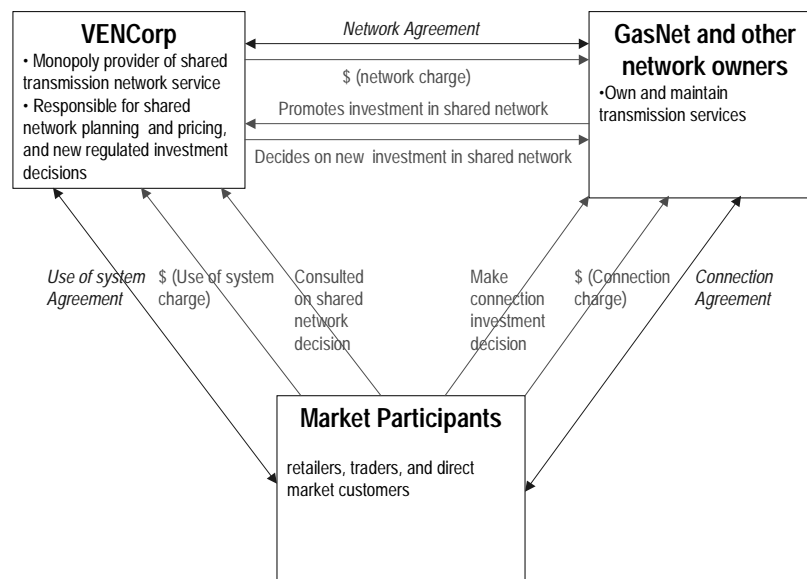 VENCorp
• Monopoly provider of shared
transmission network service
• Responsible for shared
network planning and pricing,
and new regulated investment
decisions
Network Agreement
$ (network charge)
Promotes investment in shared network
Decides on new investment in shared network
GasNet and other
network owners
•Own and maintain
transmission services
Use of system
Agreement
$ (Use of system
charge)
Consulted
on shared
network
decision
Make
connection
investment
decision
$ (Connection
charge)
Connection
Agreement
Market Participants
retailers, traders, and direct
market customers